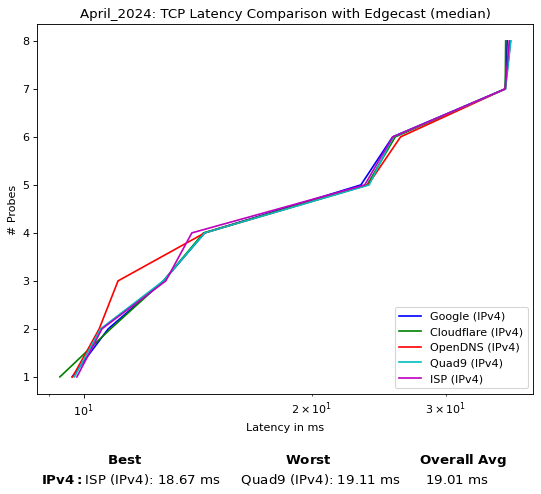 April_2024: TCP Latency Comparison with Edgecast (median)
8
7
6
5
4
3
2
1
# Probes
10¹
2 × 10¹
3 × 10¹
Latency in ms
Google (IPv4)
Cloudflare (IPv4)
OpenDNS (IPv4)
Quad9 (IPv4)
ISP (IPv4)
Best Worst Overall Avg
IPv4: ISP (IPv4): 18.67 ms Quad9 (IPv4): 19.11 ms 19.01 ms